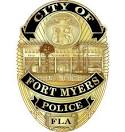 CITY OF
FORT MYERS
POLICE
FLA